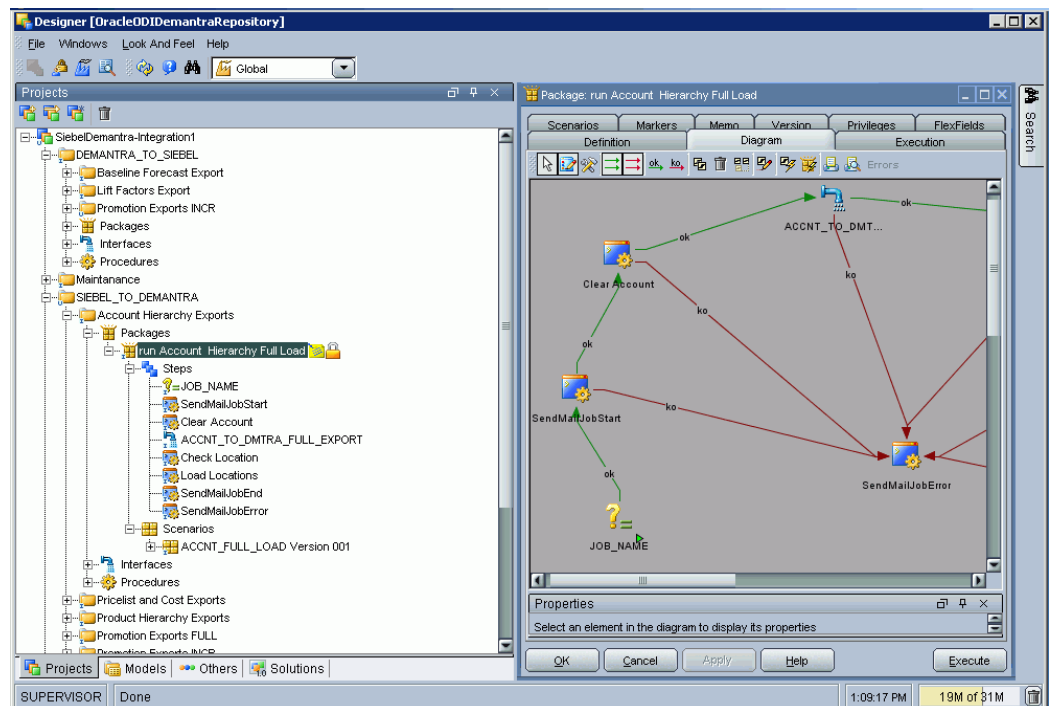 Designer [OracleODIDemantraRepository]
File Windows Look And Feel Help
Global
Projects
SiebelDemantra-Integration1
DEMANTRA_TO_SIEBEL
Baseline Forecast Export
Lift Factors Export
Promotion Exports INCR
Packages
Interfaces
Procedures
Maintanance
SIEBEL_TO_DEMANTRA
Account Hierarchy Exports
Packages
run Account Hierarchy Full Load
Steps
JOB_NAME
SendMailJobStart
Clear Account
ACCNT_TO_DMTRA_FULL_EXPORT
Check Location
Load Locations
SendMailJobEnd
SendMailJobError
Scenarios
ACCNT_FULL_LOAD Version 001
Interfaces
Procedures
Pricelist and Cost Exports
Product Hierarchy Exports
Promotion Exports FULL
Promotion Exports INCR
Projects Models Others Solutions
Package: run Account Hierarchy Full Load
Scenarios Markers Memo Version Privileges FlexFields
Definition Diagram Execution
ok ko Errors
ok
ACCNT_TO_DMT...
ok
Clear Account
ko
ko
ok
SendMailJobStart
ko
SendMailJobError
ok
JOB_NAME
Properties
Select an element in the diagram to display its properties
OK Cancel Apply Help Execute
Search
SUPERVISOR Done 1:09:17 PM 19M of 31M